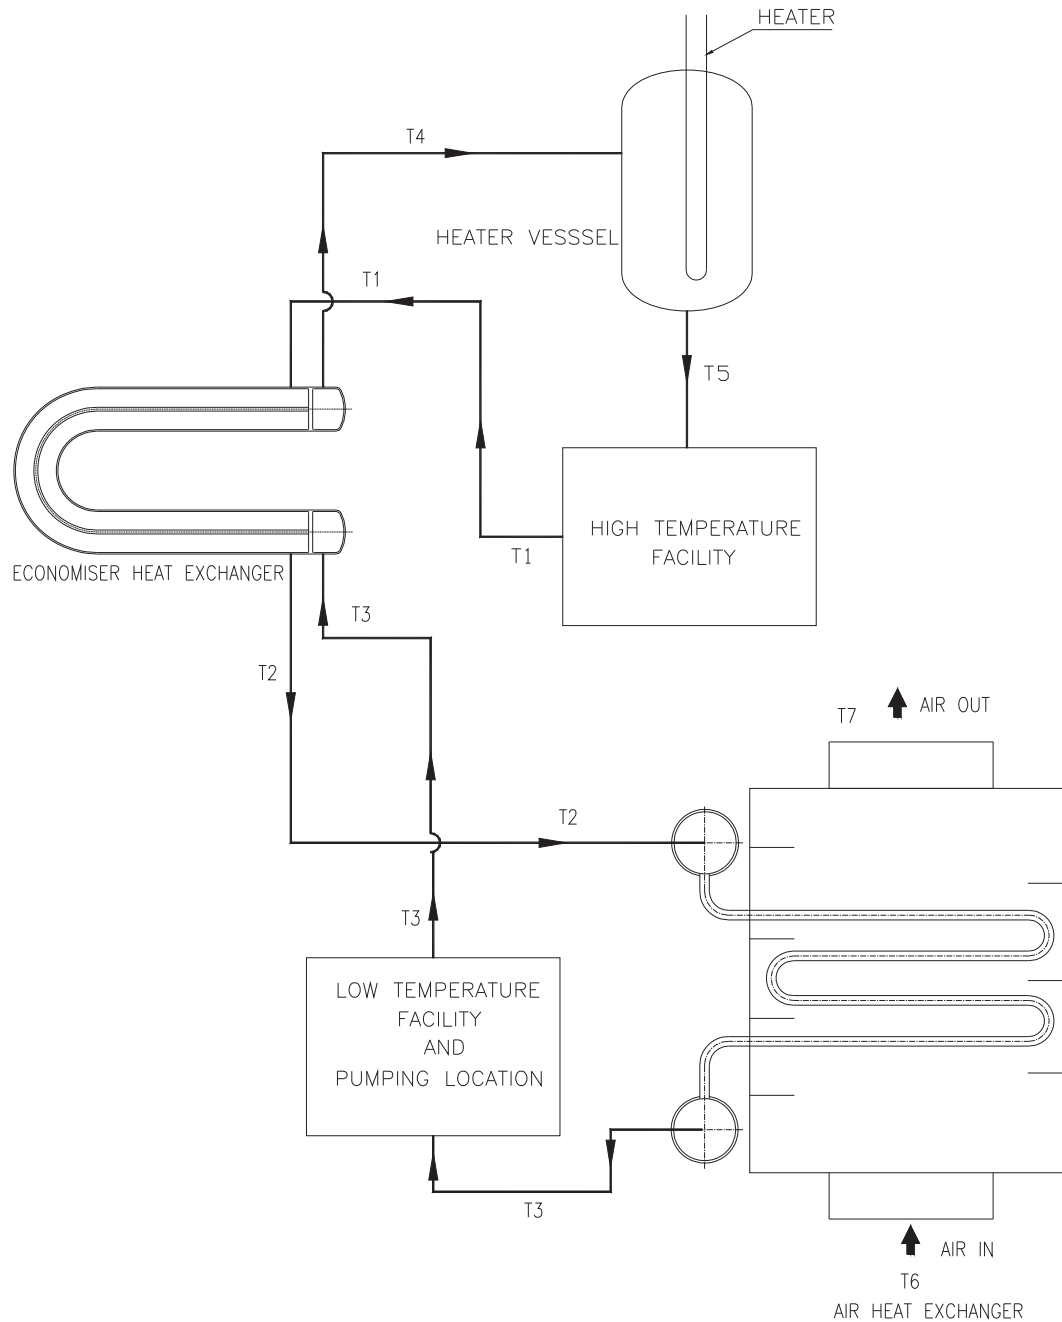 HEATER
T4
HEATER VESSSEL
T1
T5
HIGH TEMPERATURE
FACILITY
T1
ECONOMISER HEAT EXCHANGER
T3
T2
T7
AIR OUT
T2
T3
LOW TEMPERATURE
FACILITY
AND
PUMPING LOCATION
T3
AIR IN
T6
AIR HEAT EXCHANGER